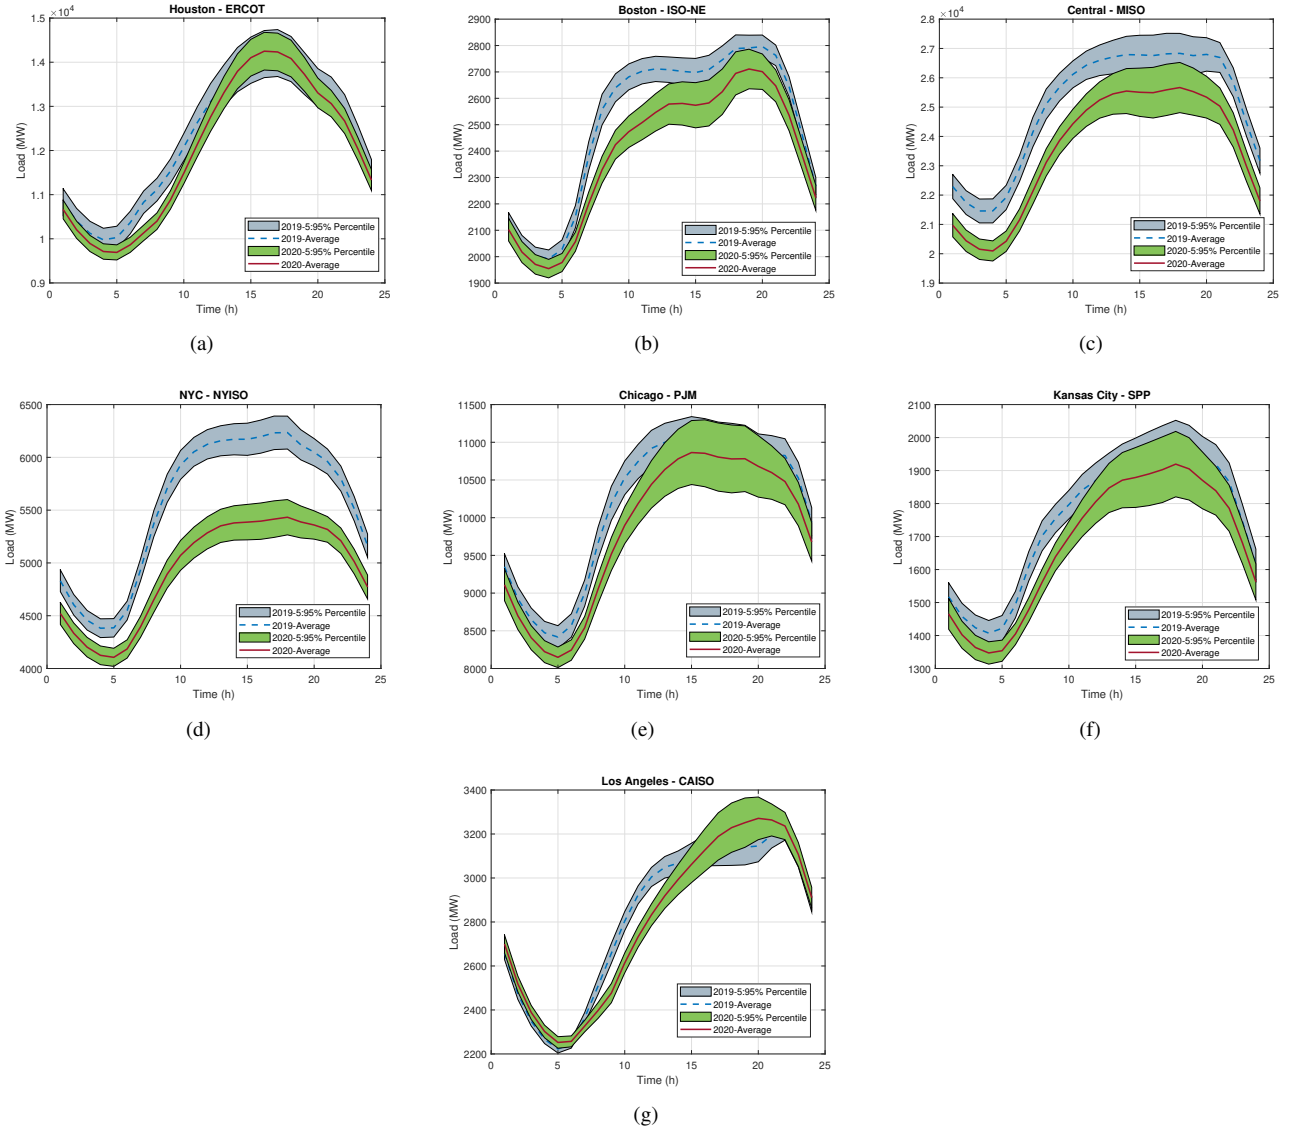 Houston - ERCOT
×10⁴
1.5
1.4
1.3
1.2
1.1
1
0.9
Load (MW)
0 5 10 15 20 25
Time (h)
2019-5:95% Percentile
2019-Average
2020-5:95% Percentile
2020-Average
(a)
Boston - ISO-NE
2900
2800
2700
2600
2500
2400
2300
2200
2100
2000
1900
Load (MW)
0 5 10 15 20 25
Time (h)
2019-5:95% Percentile
2019-Average
2020-5:95% Percentile
2020-Average
(b)
Central - MISO
×10⁴
2.8
2.7
2.6
2.5
2.4
2.3
2.2
2.1
2
1.9
Load (MW)
0 5 10 15 20 25
Time (h)
2019-5:95% Percentile
2019-Average
2020-5:95% Percentile
2020-Average
(c)
NYC - NYISO
6500
6000
5500
5000
4500
4000
Load (MW)
0 5 10 15 20 25
Time (h)
2019-5:95% Percentile
2019-Average
2020-5:95% Percentile
2020-Average
(d)
Chicago - PJM
11500
11000
10500
10000
9500
9000
8500
8000
Load (MW)
0 5 10 15 20 25
Time (h)
2019-5:95% Percentile
2019-Average
2020-5:95% Percentile
2020-Average
(e)
Kansas City - SPP
2100
2000
1900
1800
1700
1600
1500
1400
1300
Load (MW)
0 5 10 15 20 25
Time (h)
2019-5:95% Percentile
2019-Average
2020-5:95% Percentile
2020-Average
(f)
Los Angeles - CAISO
3400
3200
3000
2800
2600
2400
2200
Load (MW)
0 5 10 15 20 25
Time (h)
2019-5:95% Percentile
2019-Average
2020-5:95% Percentile
2020-Average
(g)